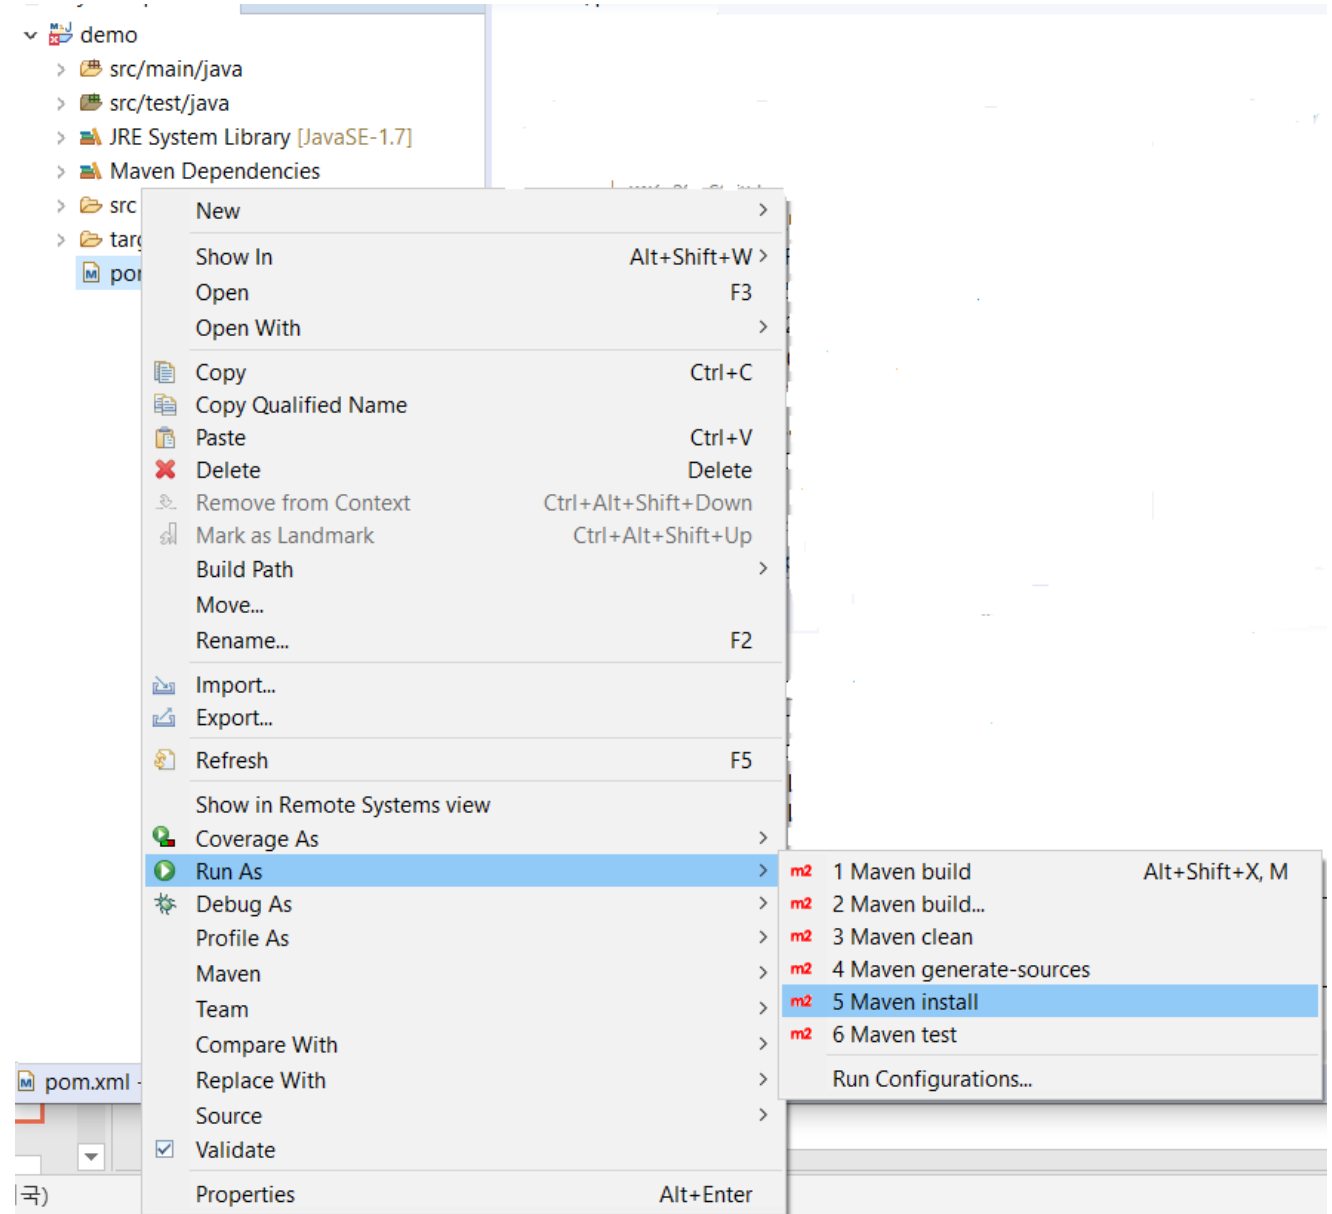 demo
src/main/java
src/test/java
JRE System Library [JavaSE-1.7]
Maven Dependencies
src
New
Show In Alt+Shift+W
Open F3
Open With
Copy Ctrl+C
Copy Qualified Name
Paste Ctrl+V
Delete Delete
Remove from Context Ctrl+Alt+Shift+Down
Mark as Landmark Ctrl+Alt+Shift+Up
Build Path
Move...
Rename... F2
Import...
Export...
Refresh F5
Show in Remote Systems view
Coverage As
Run As
Debug As
Profile As
Maven
Team
Compare With
Replace With
Source
Validate
Properties Alt+Enter
m2 1 Maven build Alt+Shift+X, M
m2 2 Maven build...
m2 3 Maven clean
m2 4 Maven generate-sources
m2 5 Maven install
m2 6 Maven test
Run Configurations...
pom.xml -
국)